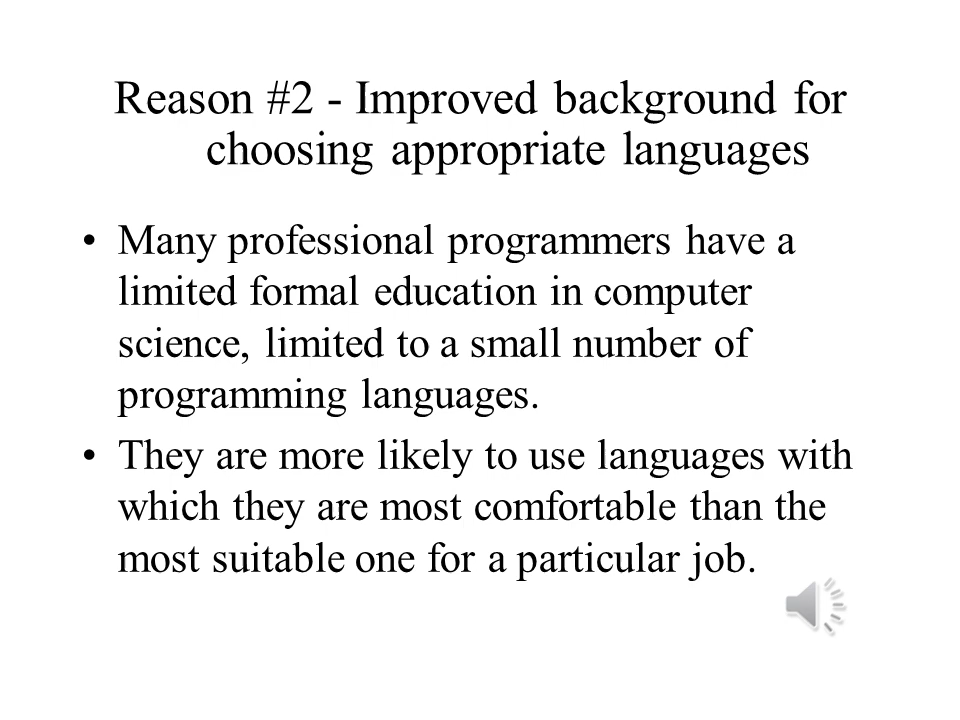 Reason #2 - Improved background for
choosing appropriate languages
• Many professional programmers have a
limited formal education in computer
science, limited to a small number of
programming languages.
• They are more likely to use languages with
which they are most comfortable than the
most suitable one for a particular job.